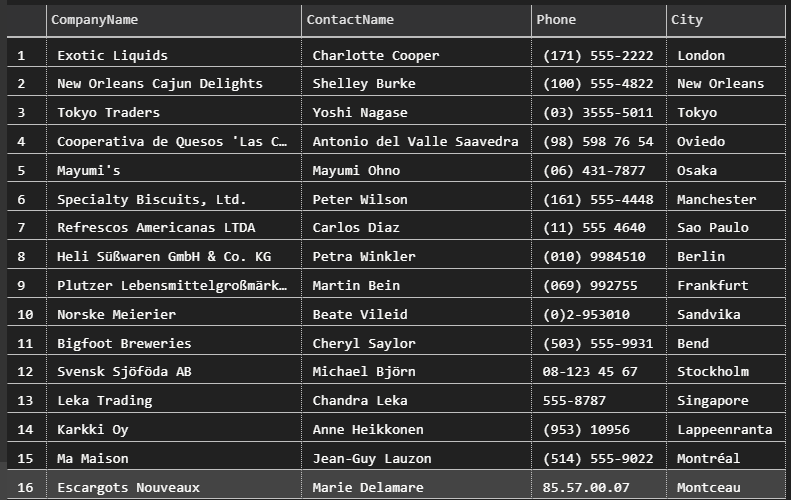 CompanyName ContactName Phone City
1 Exotic Liquids Charlotte Cooper (171) 555-2222 London
2 New Orleans Cajun Delights Shelley Burke (100) 555-4822 New Orleans
3 Tokyo Traders Yoshi Nagase (03) 3555-5011 Tokyo
4 Cooperativa de Quesos 'Las C… Antonio del Valle Saavedra (98) 598 76 54 Oviedo
5 Mayumi's Mayumi Ohno (06) 431-7877 Osaka
6 Specialty Biscuits, Ltd. Peter Wilson (161) 555-4448 Manchester
7 Refrescos Americanas LTDA Carlos Diaz (11) 555 4640 Sao Paulo
8 Heli Süßwaren GmbH & Co. KG Petra Winkler (010) 9984510 Berlin
9 Plutzer Lebensmittelgroßmärk… Martin Bein (069) 992755 Frankfurt
10 Norske Meierier Beate Vileid (0)2-953010 Sandvika
11 Bigfoot Breweries Cheryl Saylor (503) 555-9931 Bend
12 Svensk Sjöföda AB Michael Björn 08-123 45 67 Stockholm
13 Leka Trading Chandra Leka 555-8787 Singapore
14 Karkki Oy Anne Heikkonen (953) 10956 Lappeenranta
15 Ma Maison Jean-Guy Lauzon (514) 555-9022 Montréal
16 Escargots Nouveaux Marie Delamare 85.57.00.07 Montceau